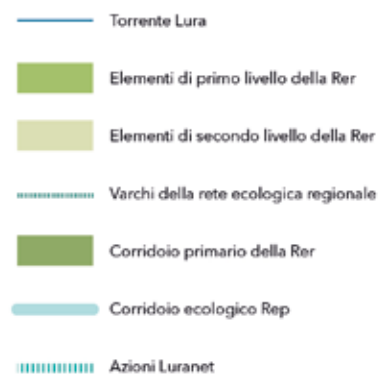 Torrente Lura
Elementi di primo livello della Rer
Elementi di secondo livello della Rer
Varchi della rete ecologica regionale
Corridoio primario della Rer
Corridoio ecologico Rep
Azioni Luranet